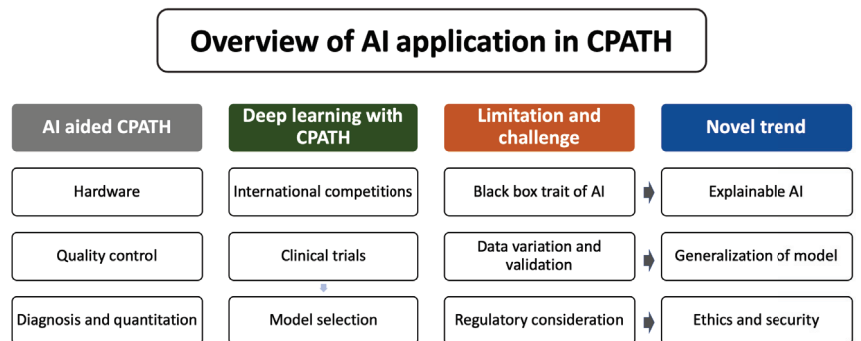 Overview of AI application in CPATH
AI aided CPATH
Hardware
Quality control
Diagnosis and quantitation
Deep learning with
CPATH
International competitions
Clinical trials
Model selection
Limitation and
challenge
Black box trait of AI
Data variation and
validation
Regulatory consideration
Novel trend
Explainable AI
Generalization of model
Ethics and security